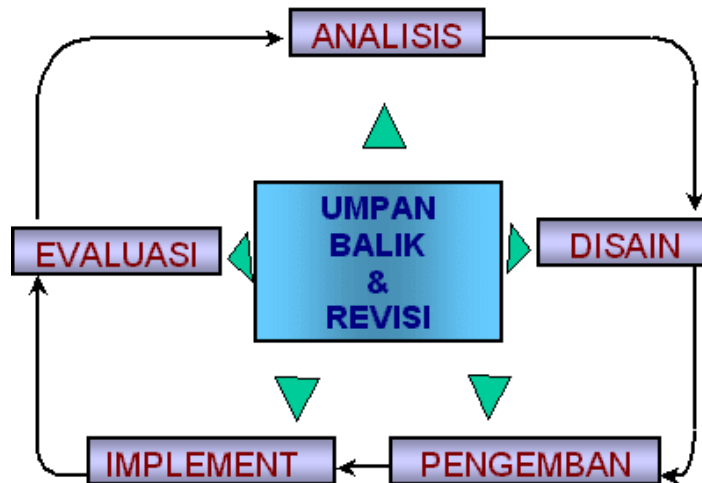 ANALISIS
UMPAN
BALIK
&
REVISI
EVALUASI
DISAIN
IMPLEMENT
PENGEMBAN